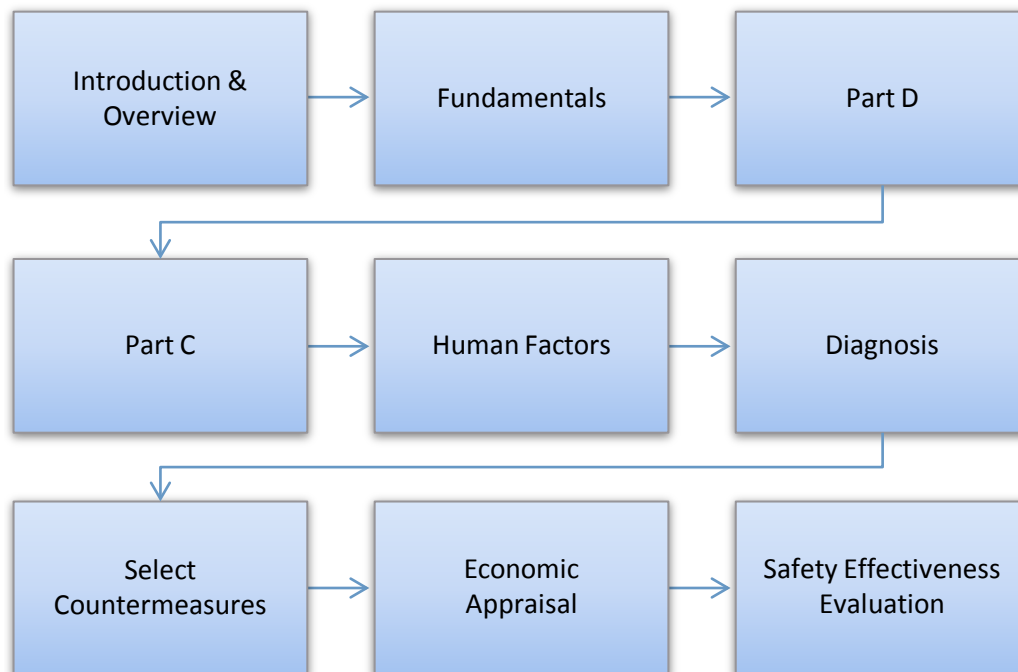 Introduction &
Overview
Fundamentals
Part D
Part C
Human Factors
Diagnosis
Select
Countermeasures
Economic
Appraisal
Safety Effectiveness
Evaluation